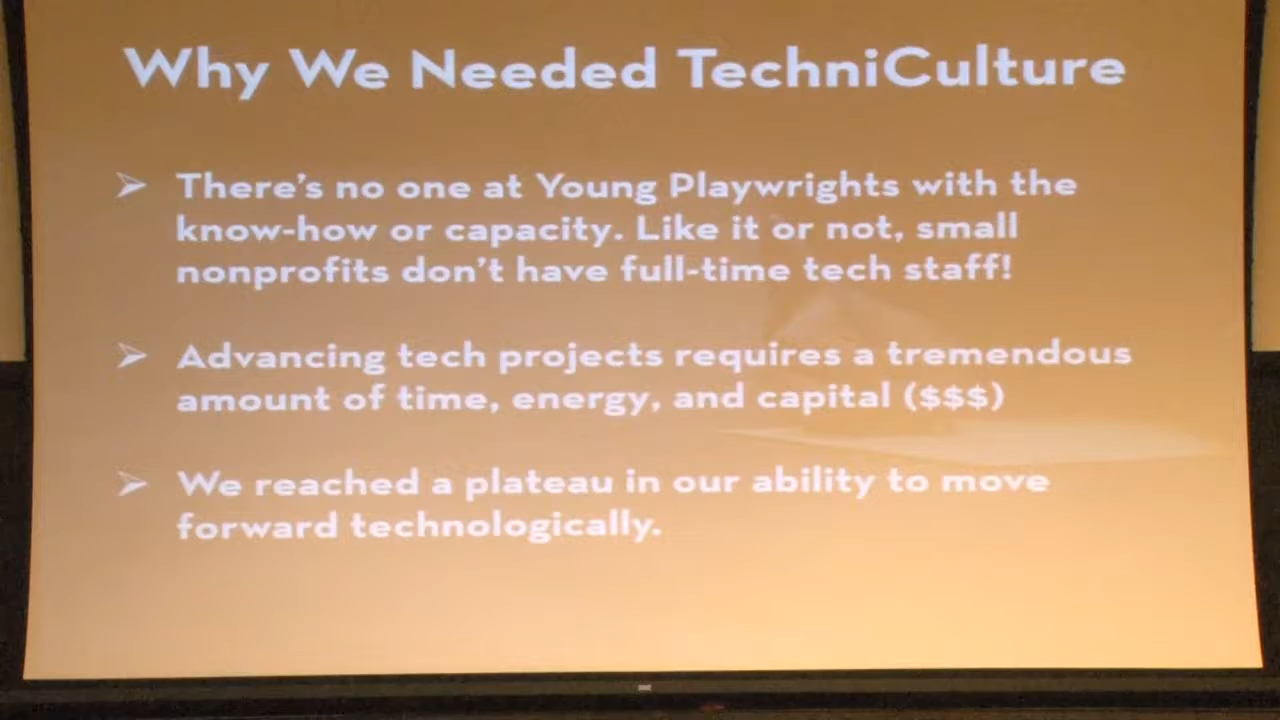 Why We Needed TechniCulture
➢ There's no one at Young Playwrights with the
know-how or capacity. Like it or not, small
nonprofits don't have full-time tech staff!
➢ Advancing tech projects requires a tremendous
amount of time, energy, and capital ($$$)
➢ We reached a plateau in our ability to move
forward technologically.